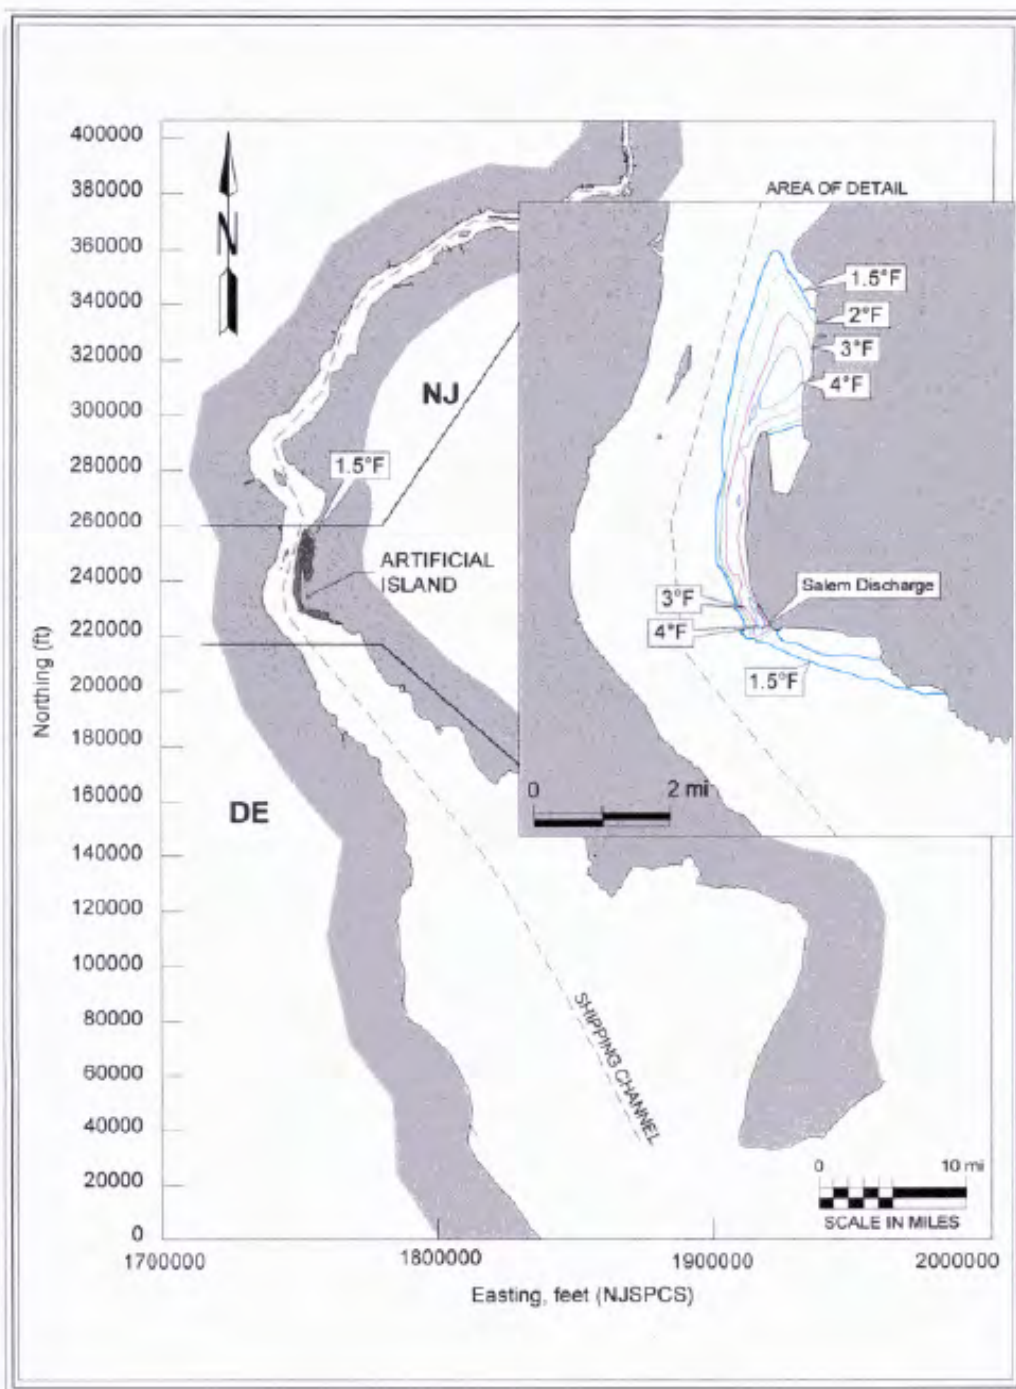 400000
380000
360000
340000
320000
300000
280000
260000
240000
220000
200000
180000
160000
140000
120000
100000
80000
60000
40000
20000
0
Northing (ft)
1700000
1800000
1900000
2000000
Easting, feet (NJSPCS)
N
NJ
1.5°F
ARTIFICIAL
ISLAND
DE
SHIPPING CHANNEL
AREA OF DETAIL
1.5°F
2°F
3°F
4°F
Salem Discharge
3°F
4°F
1.5°F
0 2 mi
0 10 mi
SCALE IN MILES